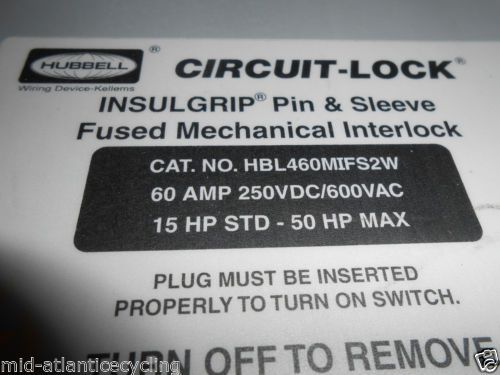 HUBBELL®
Wiring Device-Kellems
CIRCUIT-LOCK®
INSULGRIP® Pin & Sleeve
Fused Mechanical Interlock
CAT. NO. HBL460MIFS2W
60 AMP 250VDC/600VAC
15 HP STD - 50 HP MAX
PLUG MUST BE INSERTED
PROPERLY TO TURN ON SWITCH.
TURN OFF TO REMOVE
mid-atlanticecycling